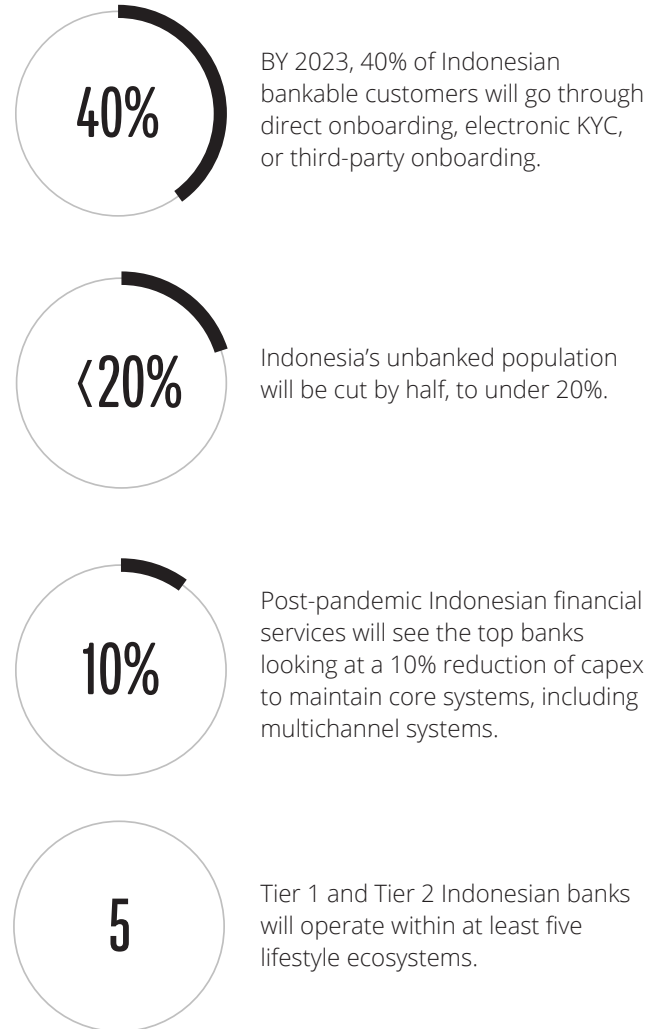 40%
BY 2023, 40% of Indonesian
bankable customers will go through
direct onboarding, electronic KYC,
or third-party onboarding.
<20%
Indonesia’s unbanked population
will be cut by half, to under 20%.
10%
Post-pandemic Indonesian financial
services will see the top banks
looking at a 10% reduction of capex
to maintain core systems, including
multichannel systems.
5
Tier 1 and Tier 2 Indonesian banks
will operate within at least five
lifestyle ecosystems.